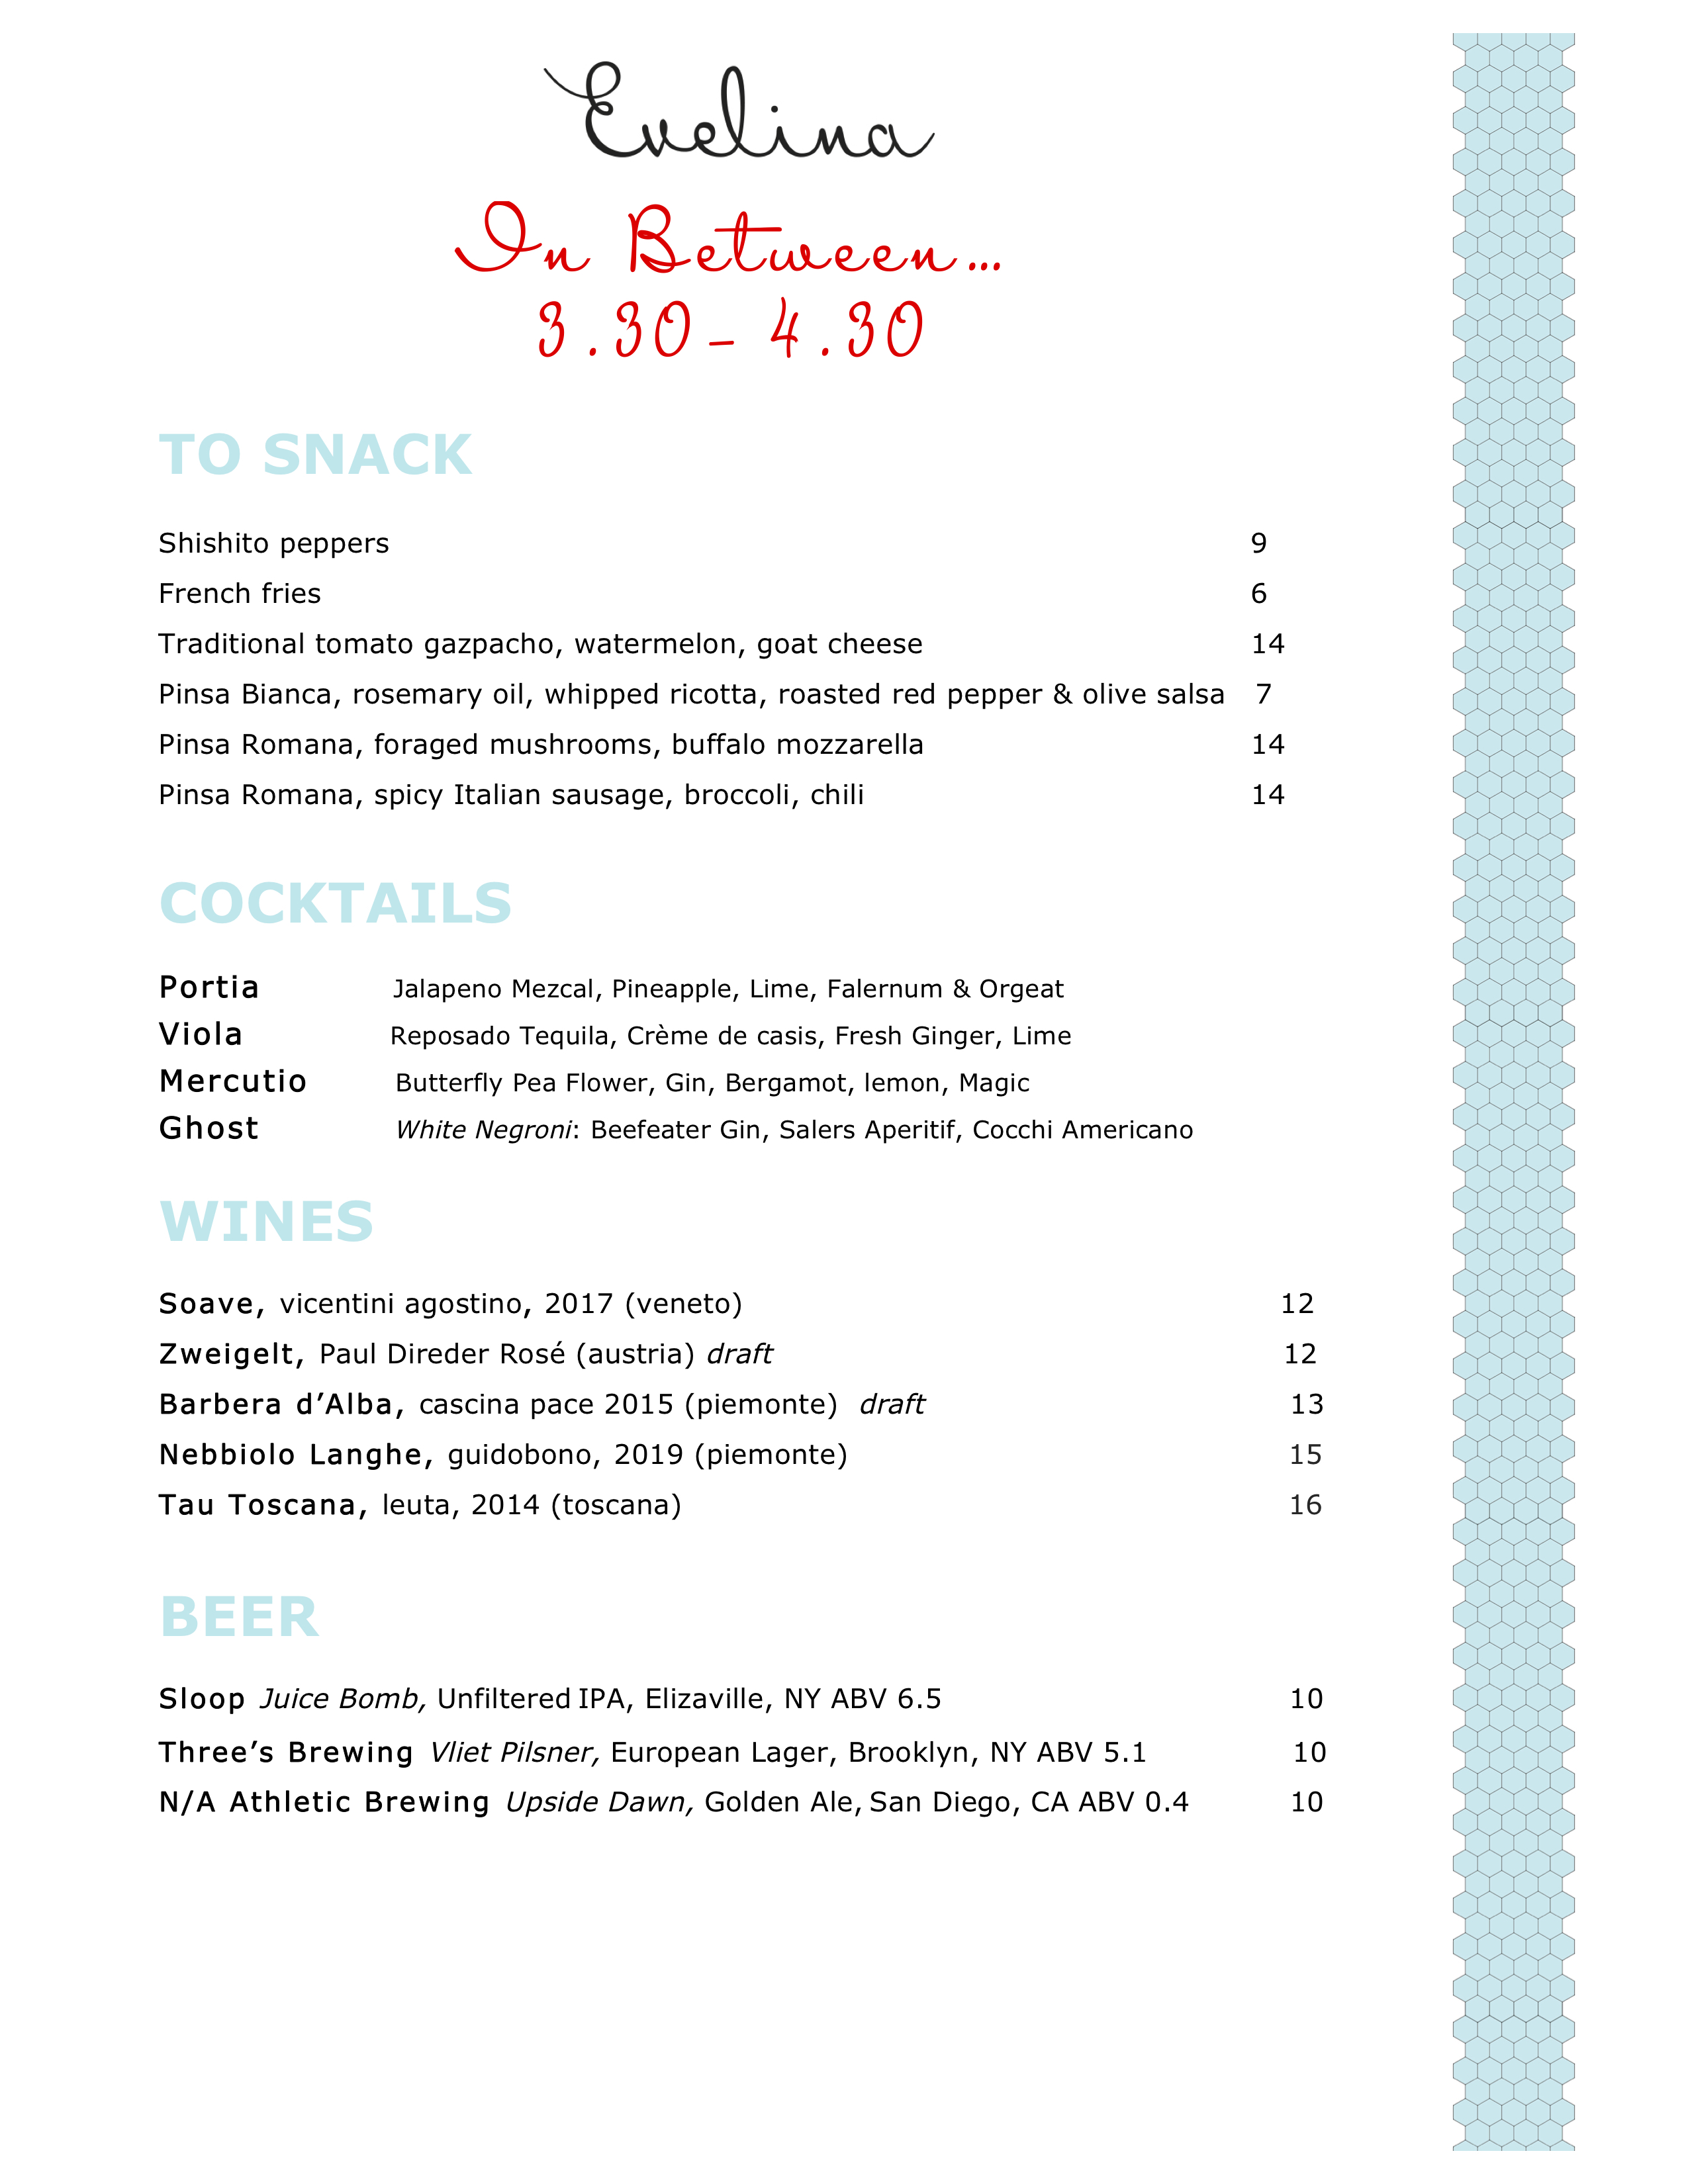 Evelina
In Between...
3.30- 4.30
TO SNACK
Shishito peppers 9
French fries 6
Traditional tomato gazpacho, watermelon, goat cheese 14
Pinsa Bianca, rosemary oil, whipped ricotta, roasted red pepper & olive salsa 7
Pinsa Romana, foraged mushrooms, buffalo mozzarella 14
Pinsa Romana, spicy Italian sausage, broccoli, chili 14
COCKTAILS
Portia Jalapeno Mezcal, Pineapple, Lime, Falernum & Orgeat
Viola Reposado Tequila, Crème de casis, Fresh Ginger, Lime
Mercutio Butterfly Pea Flower, Gin, Bergamot, lemon, Magic
Ghost White Negroni: Beefeater Gin, Salers Aperitif, Cocchi Americano
WINES
Soave, vicentini agostino, 2017 (veneto) 12
Zweigelt, Paul Direder Rosé (austria) draft 12
Barbera d’Alba, cascina pace 2015 (piemonte) draft 13
Nebbiolo Langhe, guidobono, 2019 (piemonte) 15
Tau Toscana, leuta, 2014 (toscana) 16
BEER
Sloop Juice Bomb, Unfiltered IPA, Elizaville, NY ABV 6.5 10
Three’s Brewing Vliet Pilsner, European Lager, Brooklyn, NY ABV 5.1 10
N/A Athletic Brewing Upside Dawn, Golden Ale, San Diego, CA ABV 0.4 10